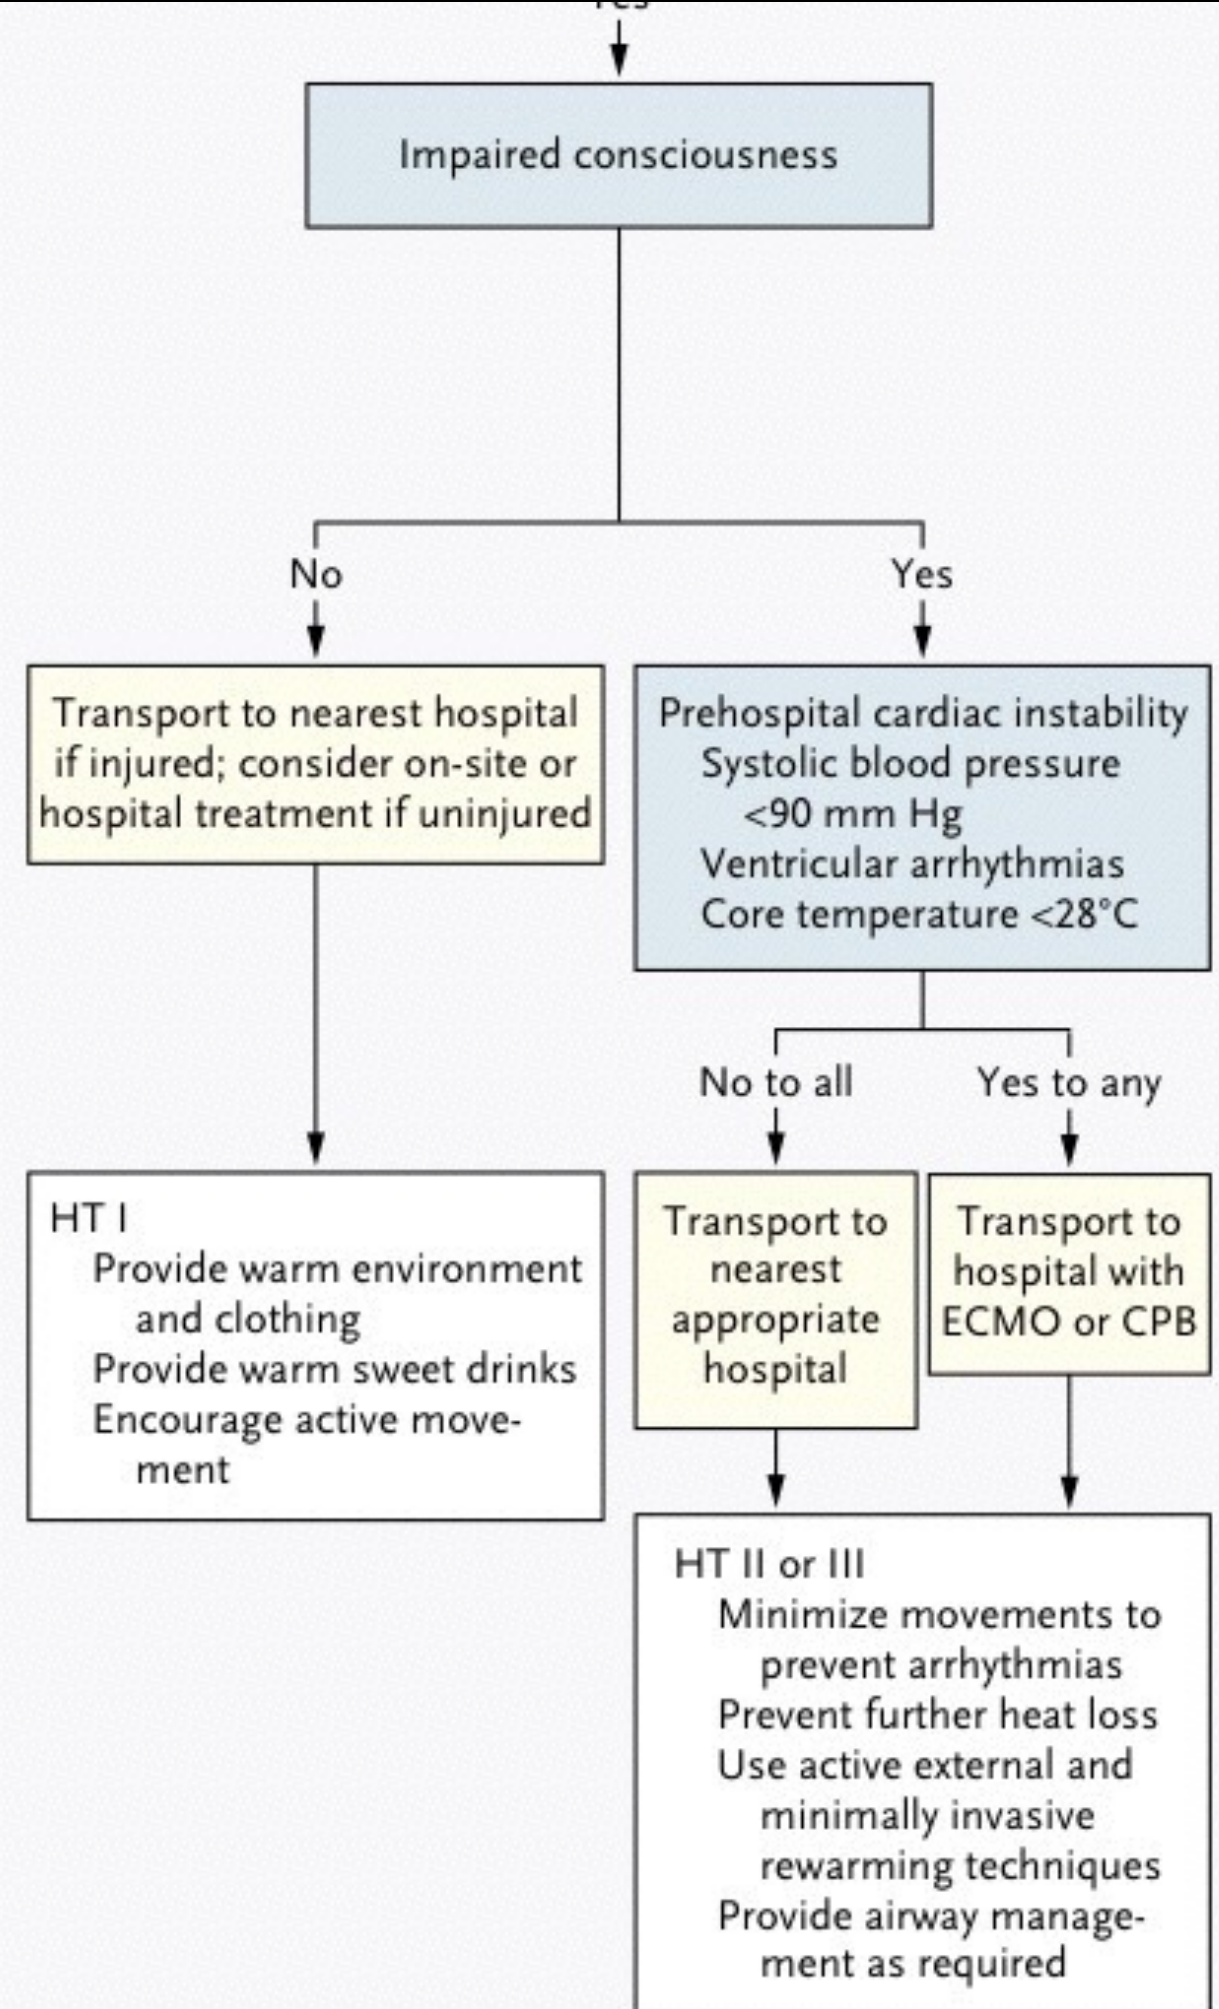 Yes
Impaired consciousness
No
Yes
Transport to nearest hospital
if injured; consider on-site or
hospital treatment if uninjured
Prehospital cardiac instability
Systolic blood pressure
<90 mm Hg
Ventricular arrhythmias
Core temperature <28°C
No to all
Yes to any
HT I
Provide warm environment
and clothing
Provide warm sweet drinks
Encourage active move-
ment
Transport to
nearest
appropriate
hospital
Transport to
hospital with
ECMO or CPB
HT II or III
Minimize movements to
prevent arrhythmias
Prevent further heat loss
Use active external and
minimally invasive
rewarming techniques
Provide airway manage-
ment as required